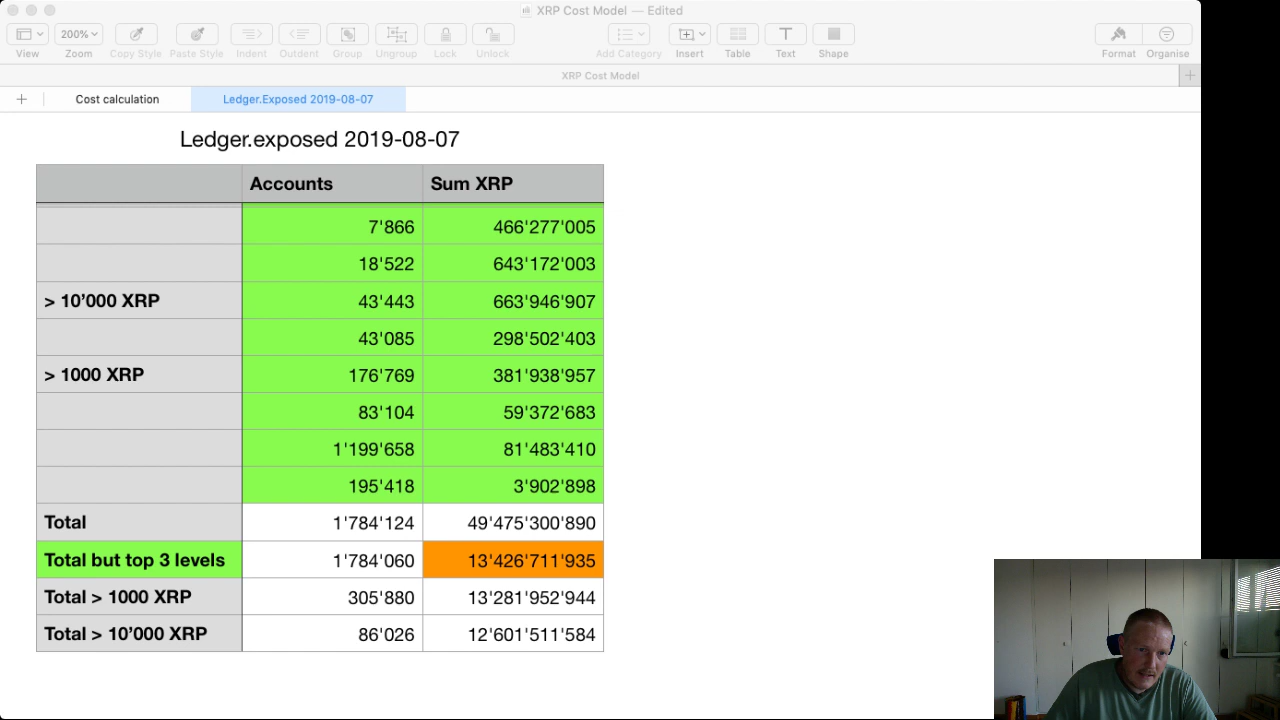 XRP Cost Model — Edited
200%
View Zoom Copy Style Paste Style Indent Outdent Group Ungroup Lock Unlock Add Category Insert Table Text Shape Format Organise
XRP Cost Model
Cost calculation Ledger.Exposed 2019-08-07
Ledger.exposed 2019-08-07
Accounts Sum XRP
7'866 466'277'005
18'522 643'172'003
> 10’000 XRP 43'443 663'946'907
43'085 298'502'403
> 1000 XRP 176'769 381'938'957
83'104 59'372'683
1'199'658 81'483'410
195'418 3'902'898
Total 1'784'124 49'475'300'890
Total but top 3 levels 1'784'060 13'426'711'935
Total > 1000 XRP 305'880 13'281'952'944
Total > 10’000 XRP 86'026 12'601'511'584